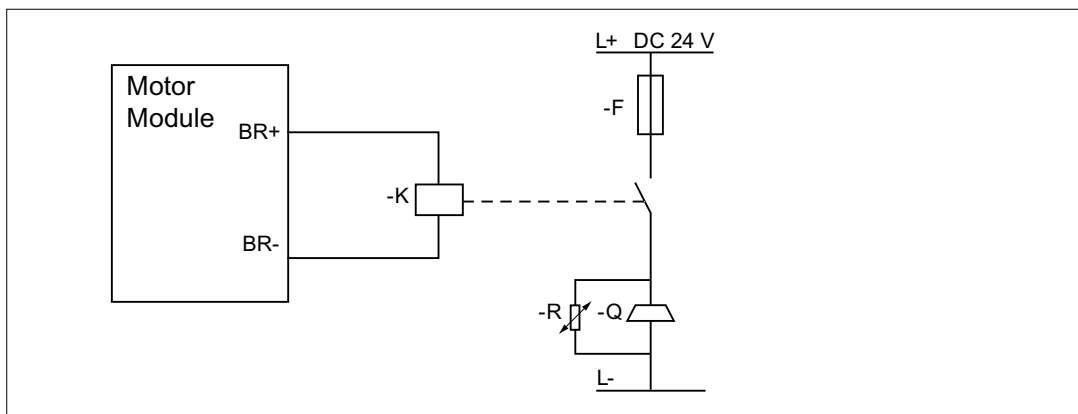 Motor
Module
BR+
BR-
-K
L+ DC 24 V
-F
-R
-Q
L-